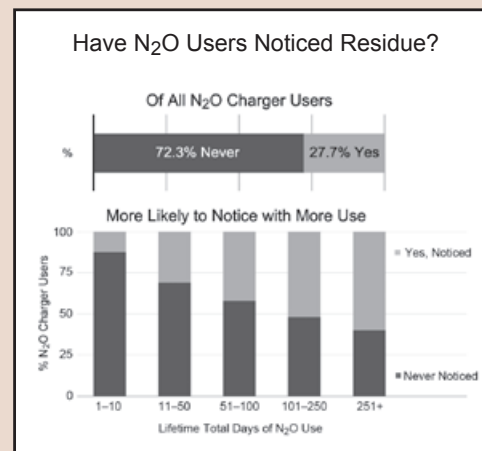 Have N₂O Users Noticed Residue?
Of All N₂O Charger Users
% 72.3% Never 27.7% Yes
More Likely to Notice with More Use
% N₂O Charger Users
100
75
50
25
0
Yes, Noticed
Never Noticed
1–10 11–50 51–100 101–250 251+
Lifetime Total Days of N₂O Use